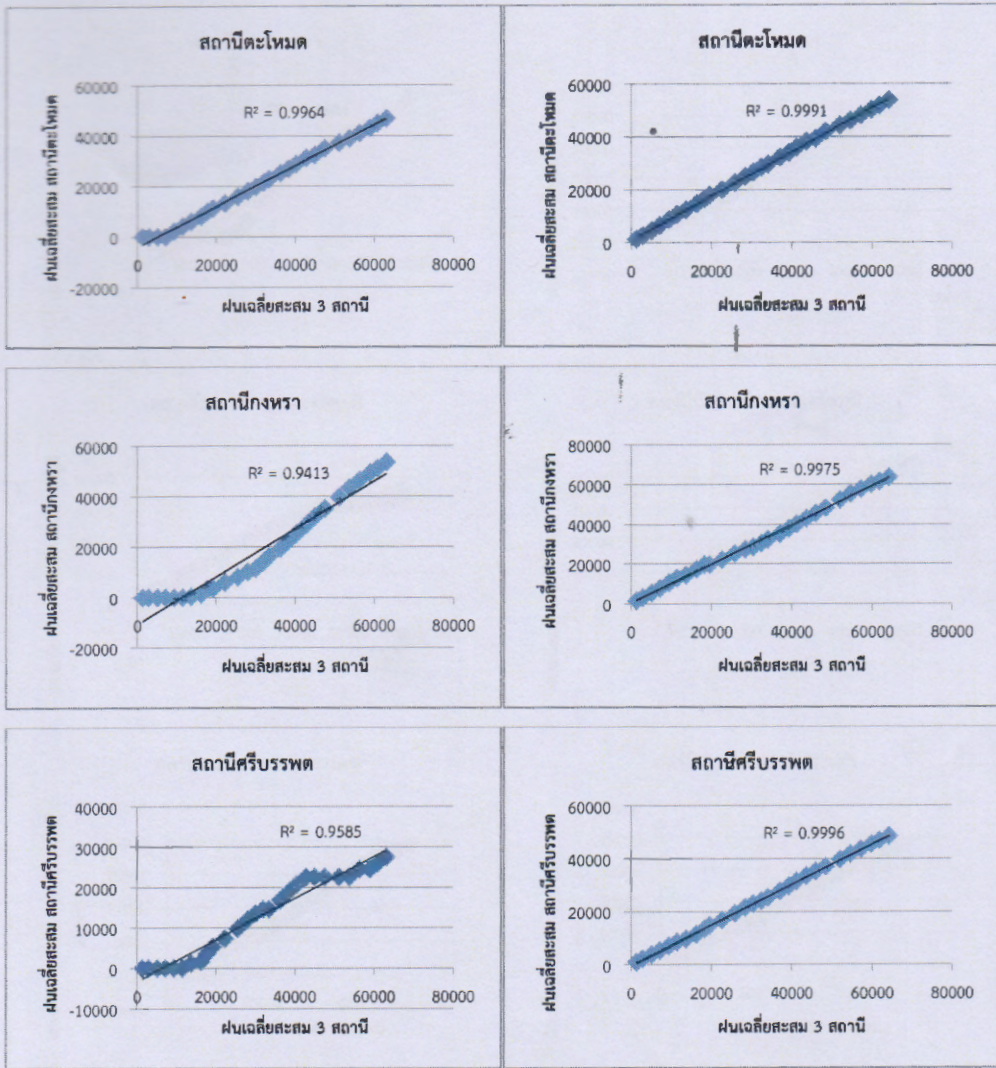 สถานีตะโหมด
ฝนเฉลี่ยสะสม สถานีตะโหมด
60000
40000
20000
0
-20000
R² = 0.9964
0 20000 40000 60000 80000
ฝนเฉลี่ยสะสม 3 สถานี
สถานีตะโหมด
ฝนเฉลี่ยสะสม สถานีตะโหมด
60000
40000
20000
0
R² = 0.9991
0 20000 40000 60000 80000
ฝนเฉลี่ยสะสม 3 สถานี
สถานีกงหรา
ฝนเฉลี่ยสะสม สถานีกงหรา
60000
40000
20000
0
-20000
R² = 0.9413
0 20000 40000 60000 80000
ฝนเฉลี่ยสะสม 3 สถานี
สถานีกงหรา
ฝนเฉลี่ยสะสม สถานีกงหรา
80000
60000
40000
20000
0
R² = 0.9975
0 20000 40000 60000 80000
ฝนเฉลี่ยสะสม 3 สถานี
สถานีศรีบรรพต
ฝนเฉลี่ยสะสม สถานีศรีบรรพต
40000
30000
20000
10000
0
-10000
R² = 0.9585
0 20000 40000 60000 80000
ฝนเฉลี่ยสะสม 3 สถานี
สถานีศรีบรรพต
ฝนเฉลี่ยสะสม สถานีศรีบรรพต
60000
40000
20000
0
R² = 0.9996
0 20000 40000 60000 80000
ฝนเฉลี่ยสะสม 3 สถานี